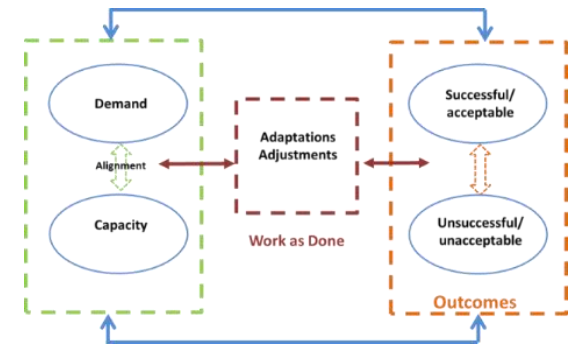 Demand
Alignment
Capacity
Adaptations
Adjustments
Work as Done
Successful/
acceptable
Unsuccessful/
unacceptable
Outcomes